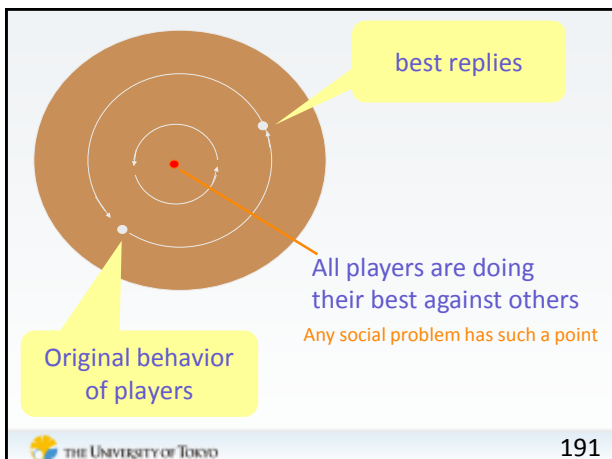 best replies
All players are doing
their best against others
Any social problem has such a point
Original behavior
of players
THE UNIVERSITY OF TOKYO
191